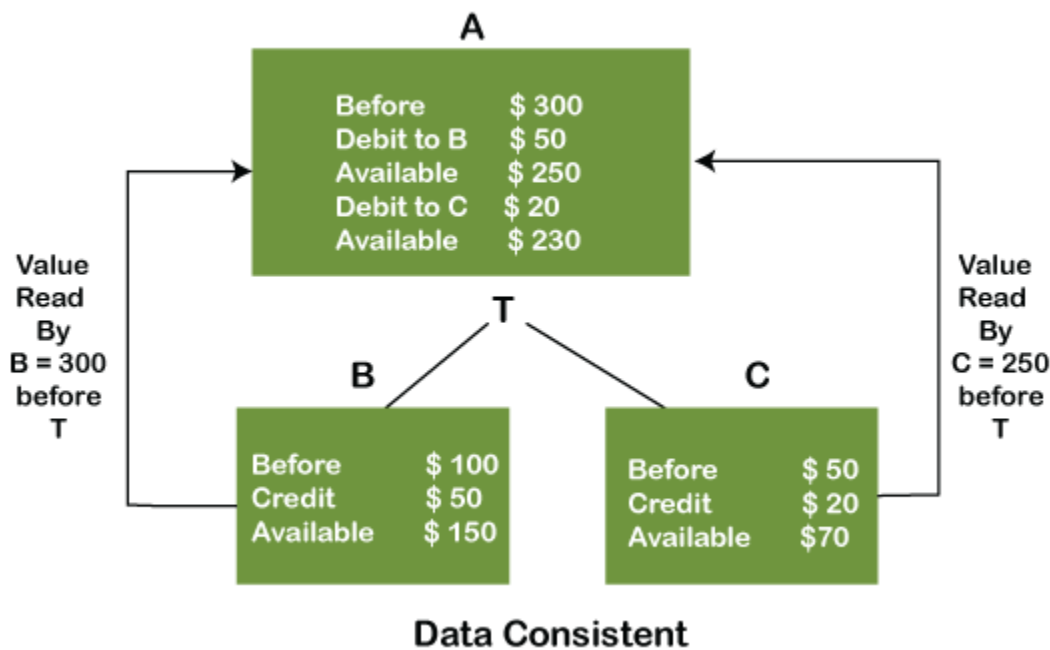 A
Before $ 300
Debit to B $ 50
Available $ 250
Debit to C $ 20
Available $ 230
Value
Read
By
B = 300
before
T
Value
Read
By
C = 250
before
T
T
B
Before $ 100
Credit $ 50
Available $ 150
C
Before $ 50
Credit $ 20
Available $70
Data Consistent